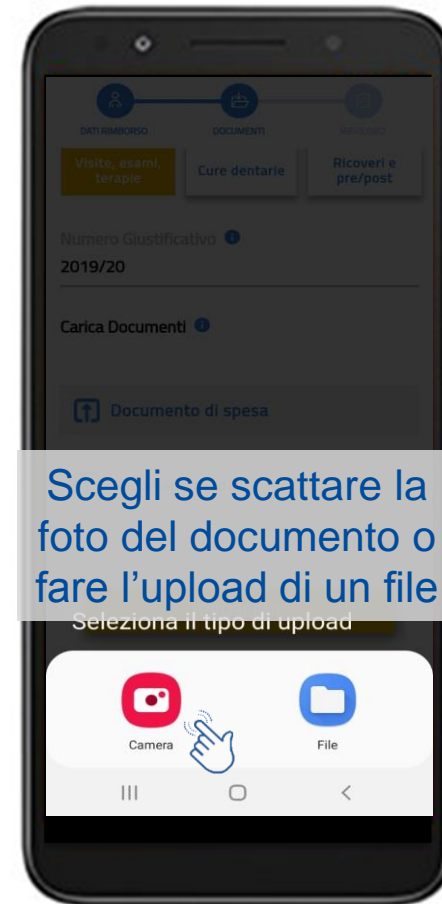 DATI RIMBORSO
DOCUMENTI
RIEPILOGO
Visite, esami,
terapie
Cure dentarie
Ricoveri e
pre/post
Numero Giustificativo
2019/20
Carica Documenti
Documento di spesa
Scegli se scattare la
foto del documento o
fare l’upload di un file
Seleziona il tipo di upload
Camera
File